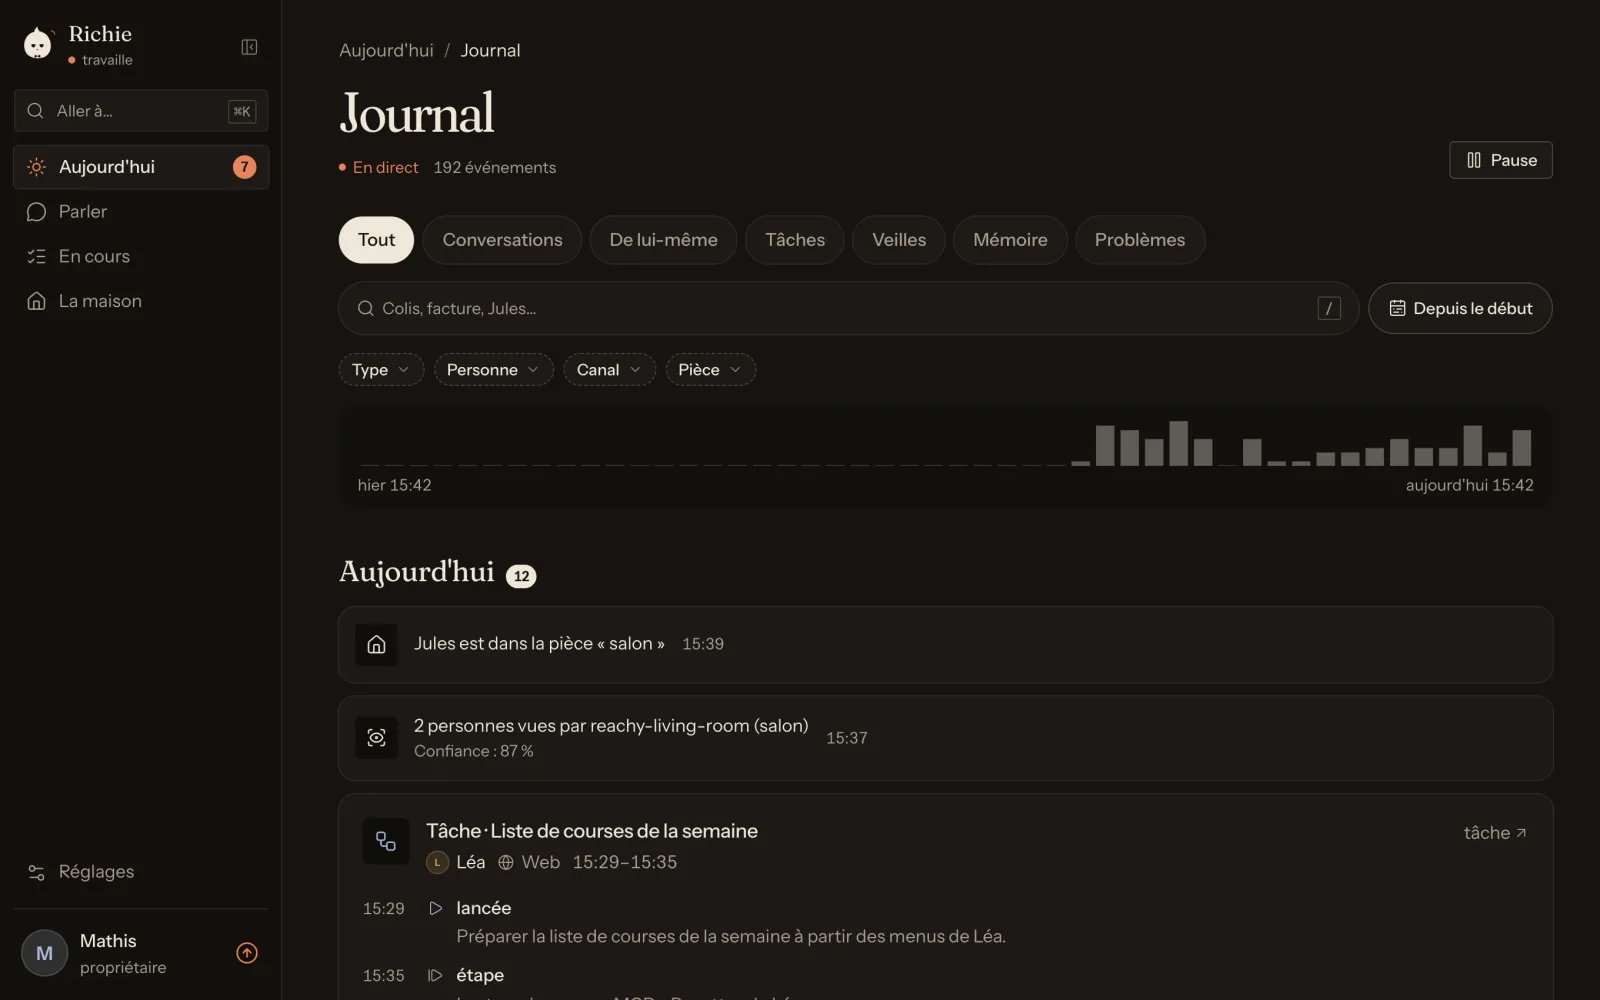 Richie
travaille
Aller à...
⌘K
Aujourd'hui
7
Parler
En cours
La maison
Réglages
M
Mathis
propriétaire
Aujourd'hui / Journal
Journal
En direct 192 événements
Pause
Tout
Conversations
De lui-même
Tâches
Veilles
Mémoire
Problèmes
Colis, facture, Jules...
/
Depuis le début
Type
Personne
Canal
Pièce
hier 15:42
aujourd'hui 15:42
Aujourd'hui 12
Jules est dans la pièce « salon » 15:39
2 personnes vues par reachy-living-room (salon)
Confiance : 87 %
15:37
Tâche · Liste de courses de la semaine
tâche
L Léa Web 15:29–15:35
15:29 lancée
Préparer la liste de courses de la semaine à partir des menus de Léa.
15:35 étape